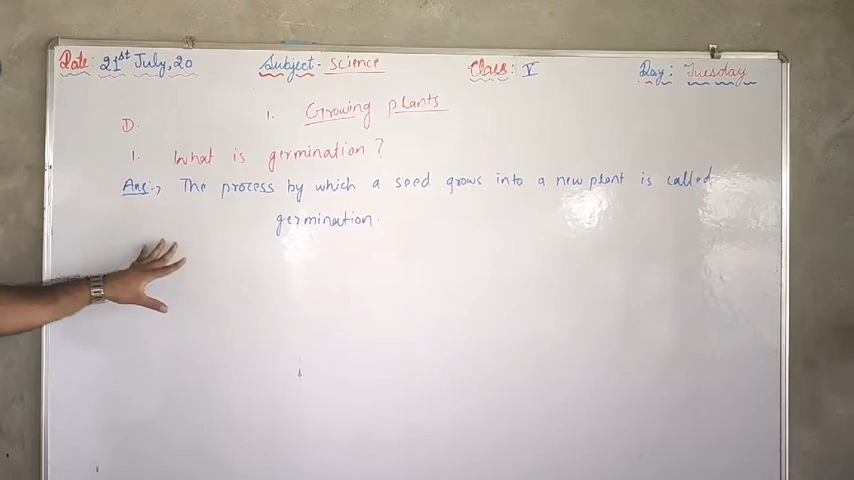 Date: 21st July, 20 Subject - Science Class: V Day: Tuesday
1. Growing plants
D.
1. What is germination?
Ans:, The process by which a seed grows into a new plant is called
germination.